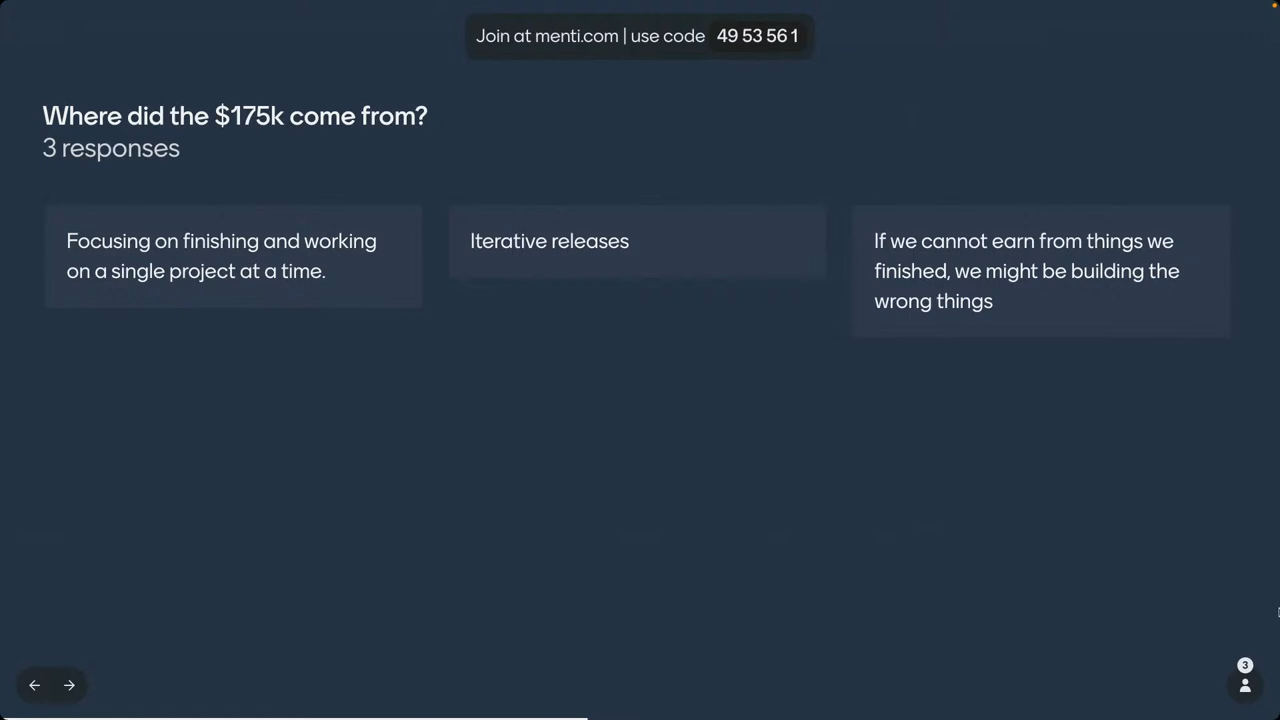 Join at menti.com | use code 49 53 56 1
Where did the $175k come from?
3 responses
Focusing on finishing and working
on a single project at a time.
Iterative releases
If we cannot earn from things we
finished, we might be building the
wrong things
3